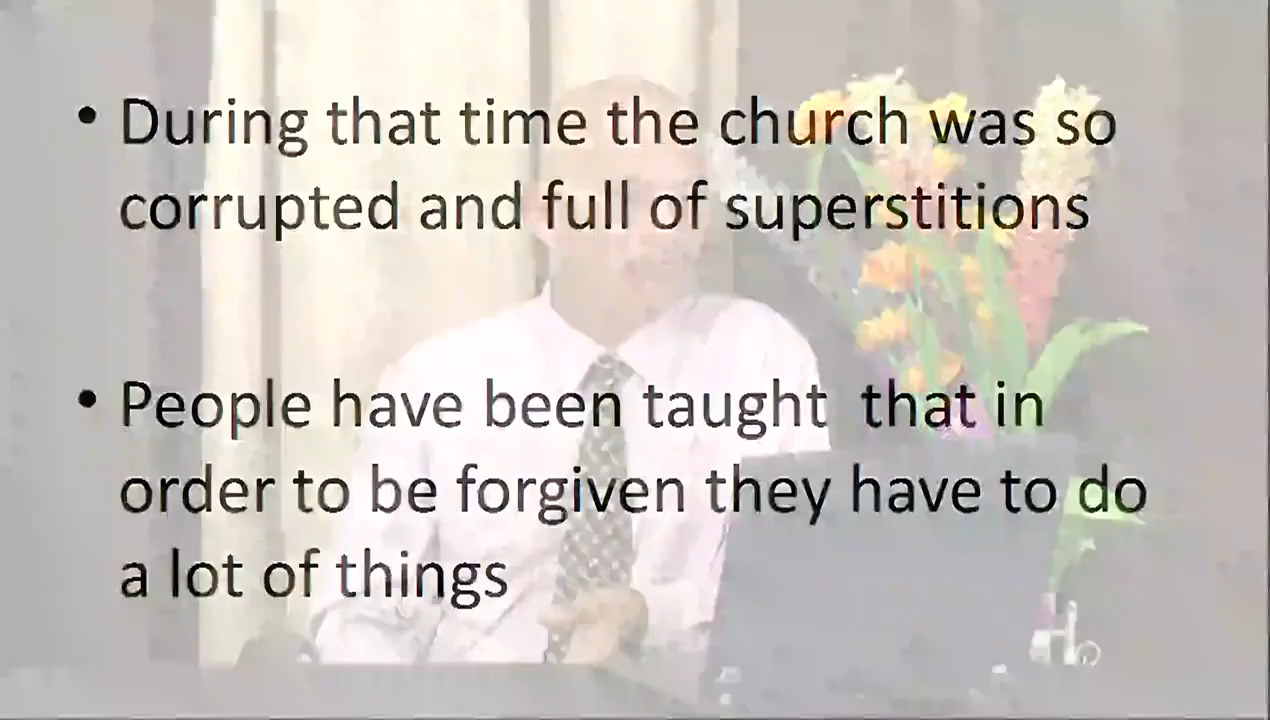 • During that time the church was so
corrupted and full of superstitions
• People have been taught  that in
order to be forgiven they have to do
a lot of things